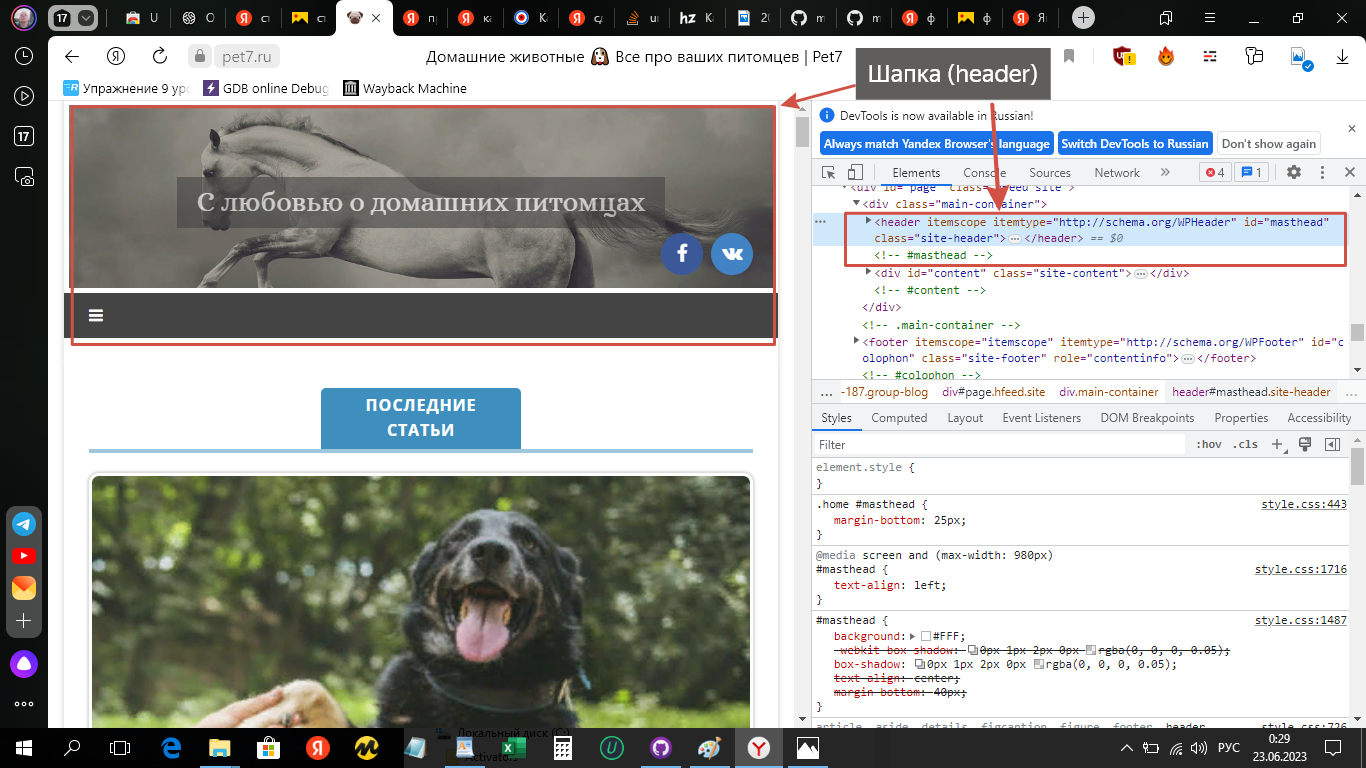 17
U
O
ст
ст
п
ка
К
сд
ui
hz
К
20
m
m
ф
ф
Я
pet7.ru
Домашние животные 🐶 Все про ваших питомцев | Pet7
Упражнение 9 уро
GDB online Debug
Wayback Machine
Шапка (header)
17
С любовью о домашних питомцах
ПОСЛЕДНИЕ
СТАТЬИ
DevTools is now available in Russian!
Always match Yandex Browser's language
Switch DevTools to Russian
Don't show again
Elements
Console
Sources
Network
4
1
<div id="page" class="hfeed site">
<div class="main-container">
<header itemscope itemtype="http://schema.org/WPHeader" id="masthead"
class="site-header"> … </header> == $0
<!-- #masthead -->
<div id="content" class="site-content"> … </div>
<!-- #content -->
</div>
<!-- .main-container -->
<footer itemscope="itemscope" itemtype="http://schema.org/WPFooter" id="c
olophon" class="site-footer" role="contentinfo"> … </footer>
<!-- #colophon -->
… -187.group-blog div#page.hfeed.site div.main-container header#masthead.site-header …
Styles
Computed
Layout
Event Listeners
DOM Breakpoints
Properties
Accessibility
Filter
:hov .cls
element.style {
}
.home #masthead { style.css:443
margin-bottom: 25px;
}
@media screen and (max-width: 980px)
#masthead { style.css:1716
text-align: left;
}
#masthead { style.css:1487
background: #FFF;
-webkit-box-shadow: 0px 1px 2px 0px rgba(0, 0, 0, 0.05);
box-shadow: 0px 1px 2px 0px rgba(0, 0, 0, 0.05);
text-align: center;
margin-bottom: 40px;
}
article, aside, details, figcaption, figure, footer, header, style.css:726
Локальный диск (C:)
Activators
РУС
0:29
23.06.2023